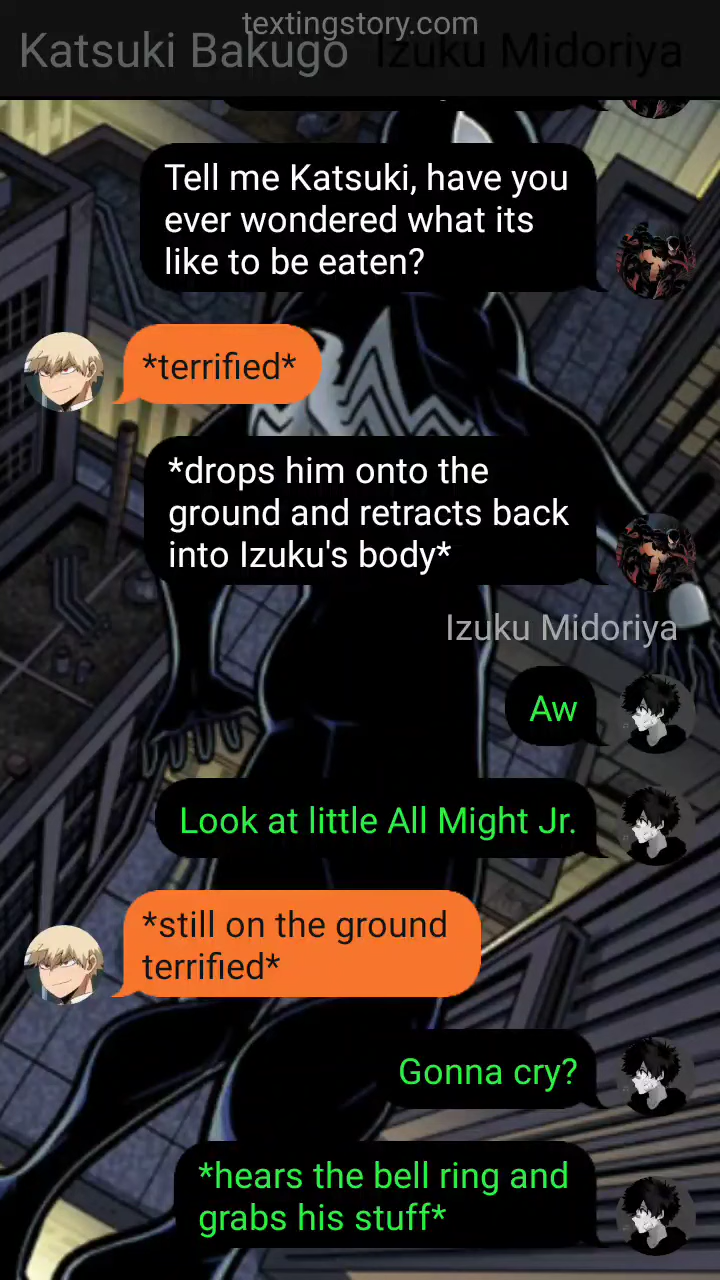 textingstory.com
Katsuki Bakugo Izuku Midoriya
Tell me Katsuki, have you
ever wondered what its
like to be eaten?
*terrified*
*drops him onto the
ground and retracts back
into Izuku's body*
Izuku Midoriya
Aw
Look at little All Might Jr.
*still on the ground
terrified*
Gonna cry?
*hears the bell ring and
grabs his stuff*